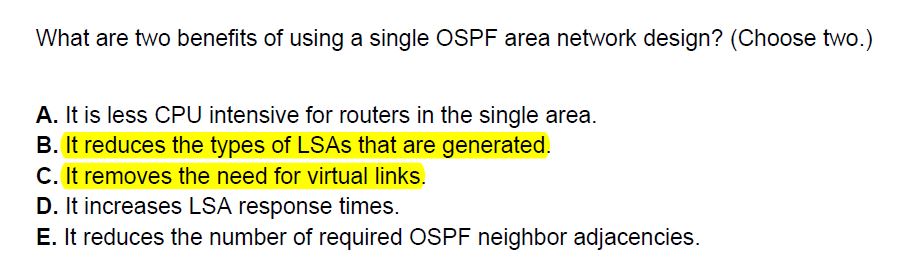 What are two benefits of using a single OSPF area network design? (Choose two.)
A. It is less CPU intensive for routers in the single area.
B. It reduces the types of LSAs that are generated.
C. It removes the need for virtual links.
D. It increases LSA response times.
E. It reduces the number of required OSPF neighbor adjacencies.